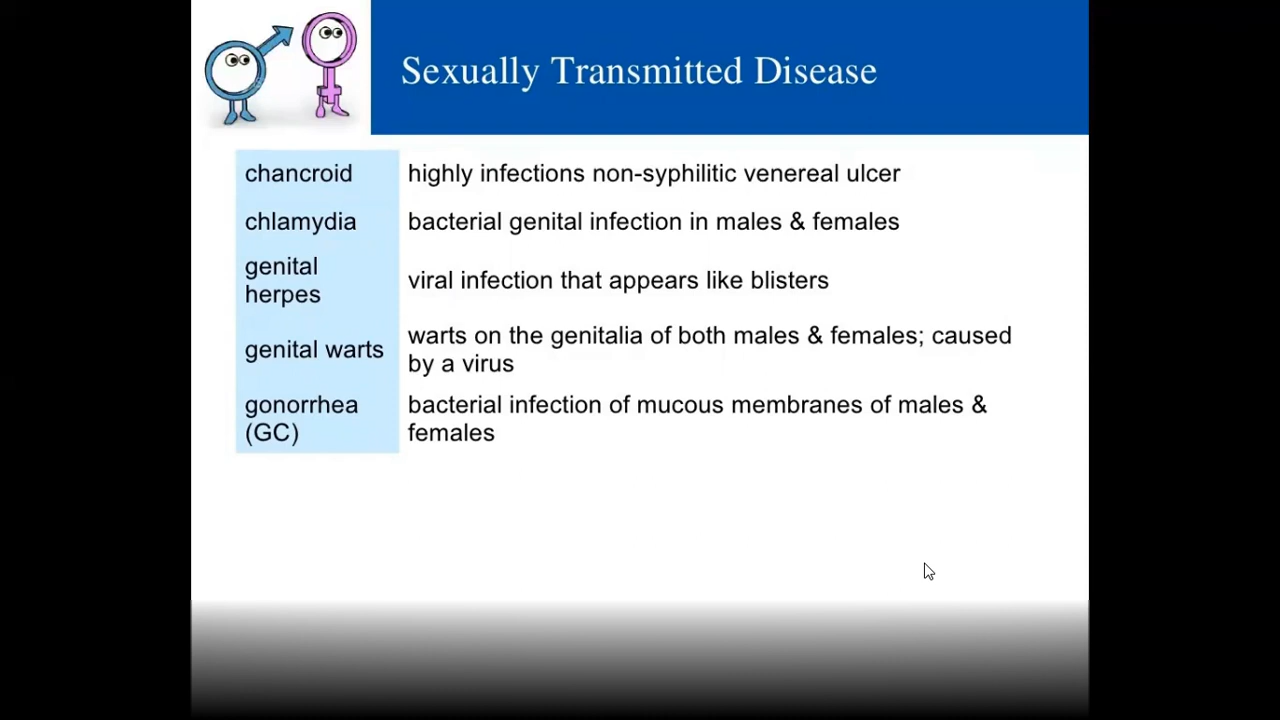 Sexually Transmitted Disease
chancroid
highly infections non-syphilitic venereal ulcer
chlamydia
bacterial genital infection in males & females
genital
herpes
viral infection that appears like blisters
genital warts
warts on the genitalia of both males & females; caused
by a virus
gonorrhea
(GC)
bacterial infection of mucous membranes of males &
females